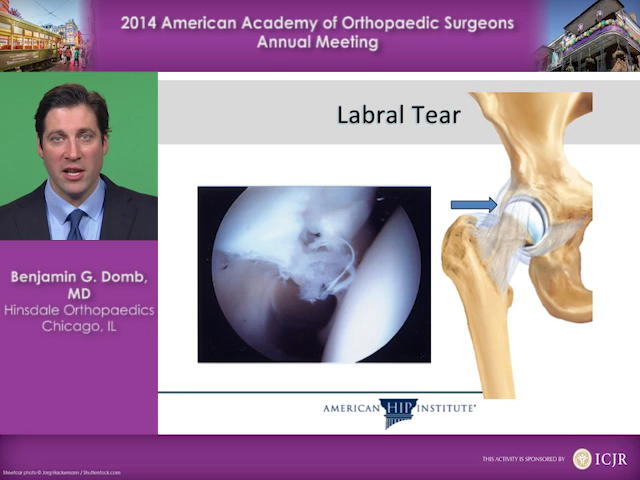 2014 American Academy of Orthopaedic Surgeons
Annual Meeting
Labral Tear
Benjamin G. Domb,
MD
Hinsdale Orthopaedics
Chicago, IL
AMERICAN HIP INSTITUTE
THIS ACTIVITY IS SPONSORED BY ICJR
Streetcar photo © Jorg Hackemann / Shutterstock.com